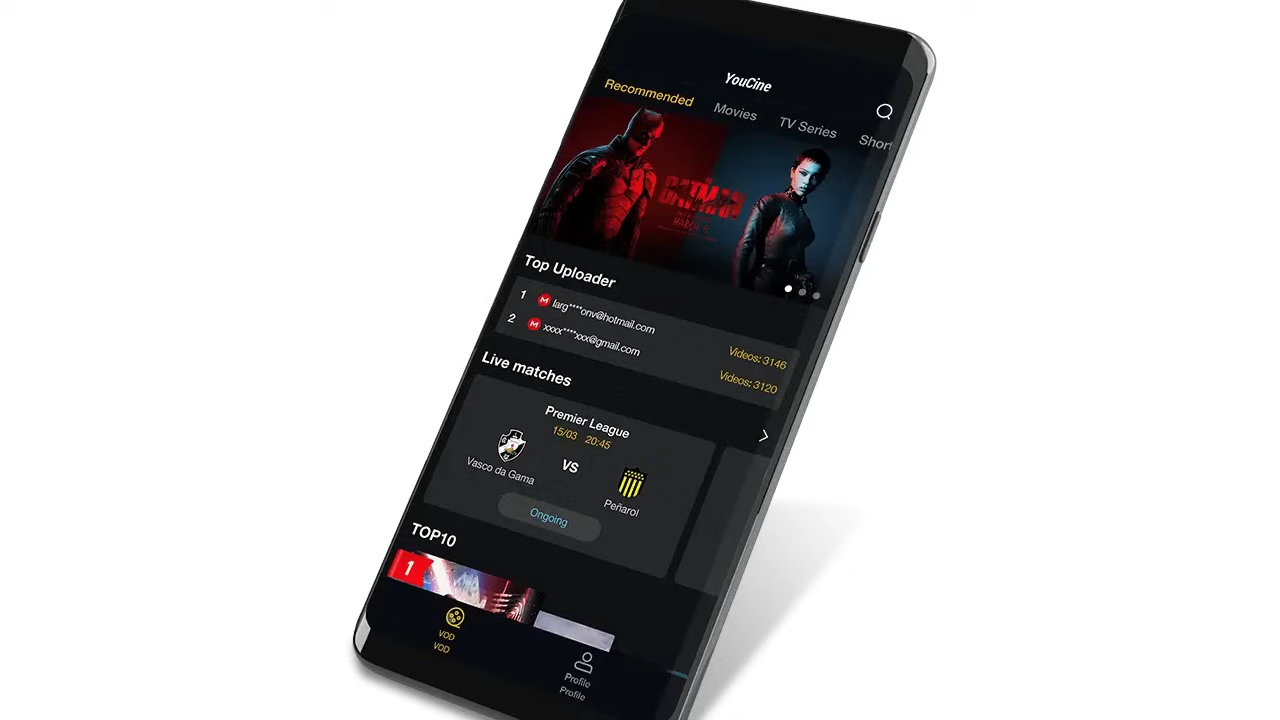 YouCine
Recommended Movies TV Series Short
BATMAN
Top Uploader
1 larg****onv@hotmail.com
Videos: 3146
2 xxxx****xxx@gmail.com
Videos: 3120
Live matches
Premier League
15/03 20:45
Vasco da Gama VS Peñarol
Ongoing
TOP10
1
VOD
VOD
Profile
Profile